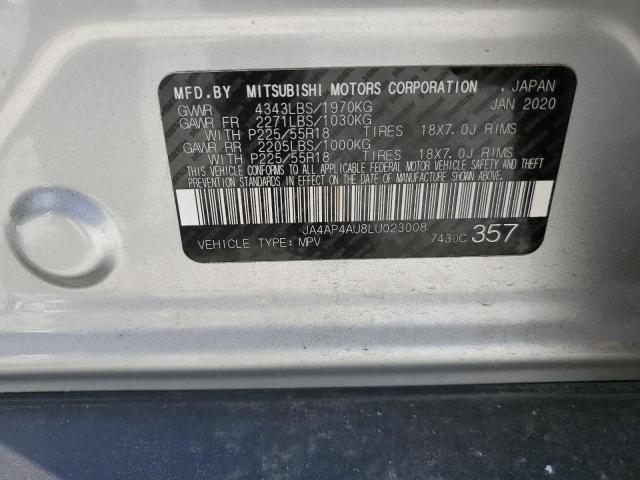 MFD.BY MITSUBISHI MOTORS CORPORATION . JAPAN
GVWR 4343LBS/1970KG JAN 2020
GAWR FR 2271LBS/1030KG
WITH P225/55R18 TIRES 18X7.0J RIMS
GAWR RR 2205LBS/1000KG
WITH P225/55R18 TIRES 18X7.0J RIMS
THIS VEHICLE CONFORMS TO ALL APPLICABLE FEDERAL MOTOR VEHICLE SAFETY AND THEFT
PREVENTION STANDARDS IN EFFECT ON THE DATE OF MANUFACTURE SHOWN ABOVE.
JA4AP4AU8LU023008
VEHICLE TYPE: MPV 7430C 357